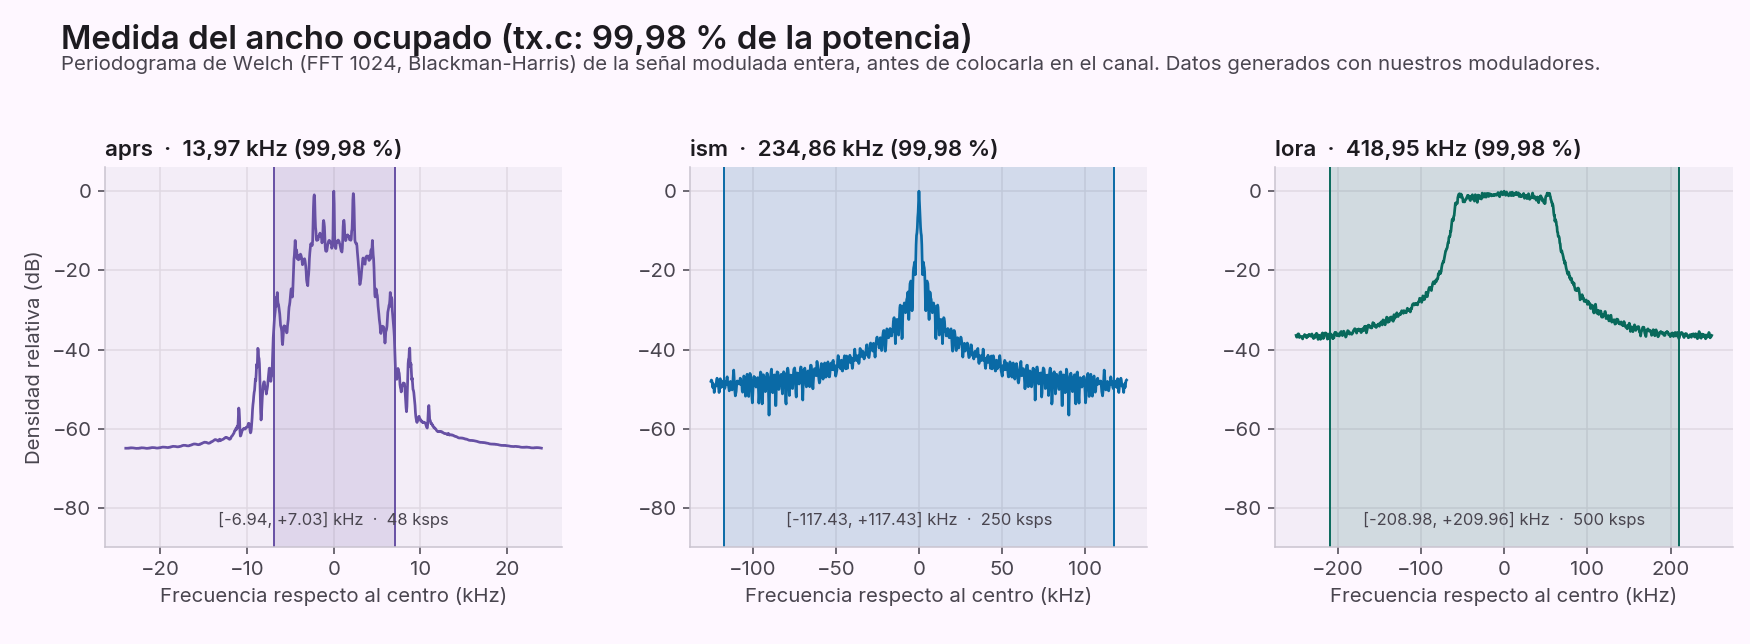 Medida del ancho ocupado (tx.c: 99,98 % de la potencia)
Periodograma de Welch (FFT 1024, Blackman-Harris) de la señal modulada entera, antes de colocarla en el canal. Datos generados con nuestros moduladores.
aprs · 13,97 kHz (99,98 %)
Densidad relativa (dB)
0
−20
−40
−60
−80
[-6.94, +7.03] kHz · 48 ksps
−20 −10 0 10 20
Frecuencia respecto al centro (kHz)
ism · 234,86 kHz (99,98 %)
0
−20
−40
−60
−80
[-117.43, +117.43] kHz · 250 ksps
−100 −50 0 50 100
Frecuencia respecto al centro (kHz)
lora · 418,95 kHz (99,98 %)
0
−20
−40
−60
−80
[-208.98, +209.96] kHz · 500 ksps
−200 −100 0 100 200
Frecuencia respecto al centro (kHz)